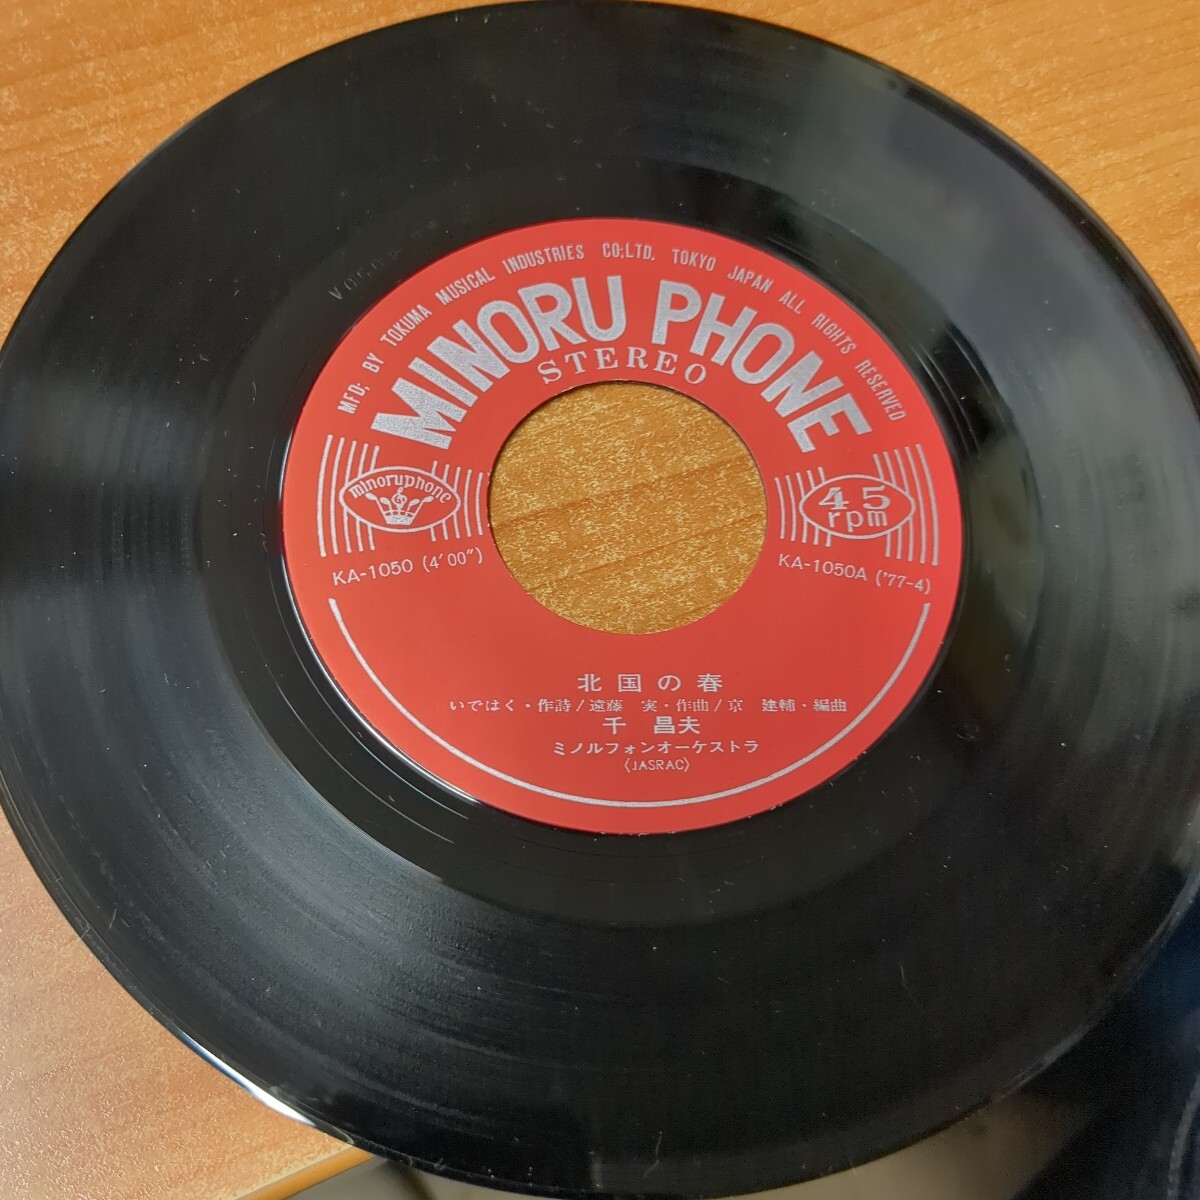 MFD; BY TOKUMA MUSICAL INDUSTRIES CO;LTD, TOKYO JAPAN ALL RIGHTS RESERVED
MINORU PHONE
STEREO
minoruphone
45
rpm
KA-1050 (4′00″)
KA-1050A ('77-4)
北国の春
いではく・作詩/遠藤 実・作曲/京 建輔・編曲
千 昌夫
ミノルフォンオーケストラ
〈JASRAC〉